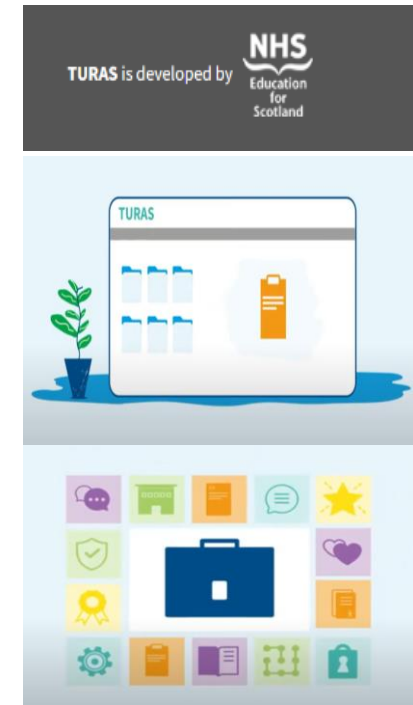 TURAS is developed by
NHS
Education
for
Scotland
TURAS